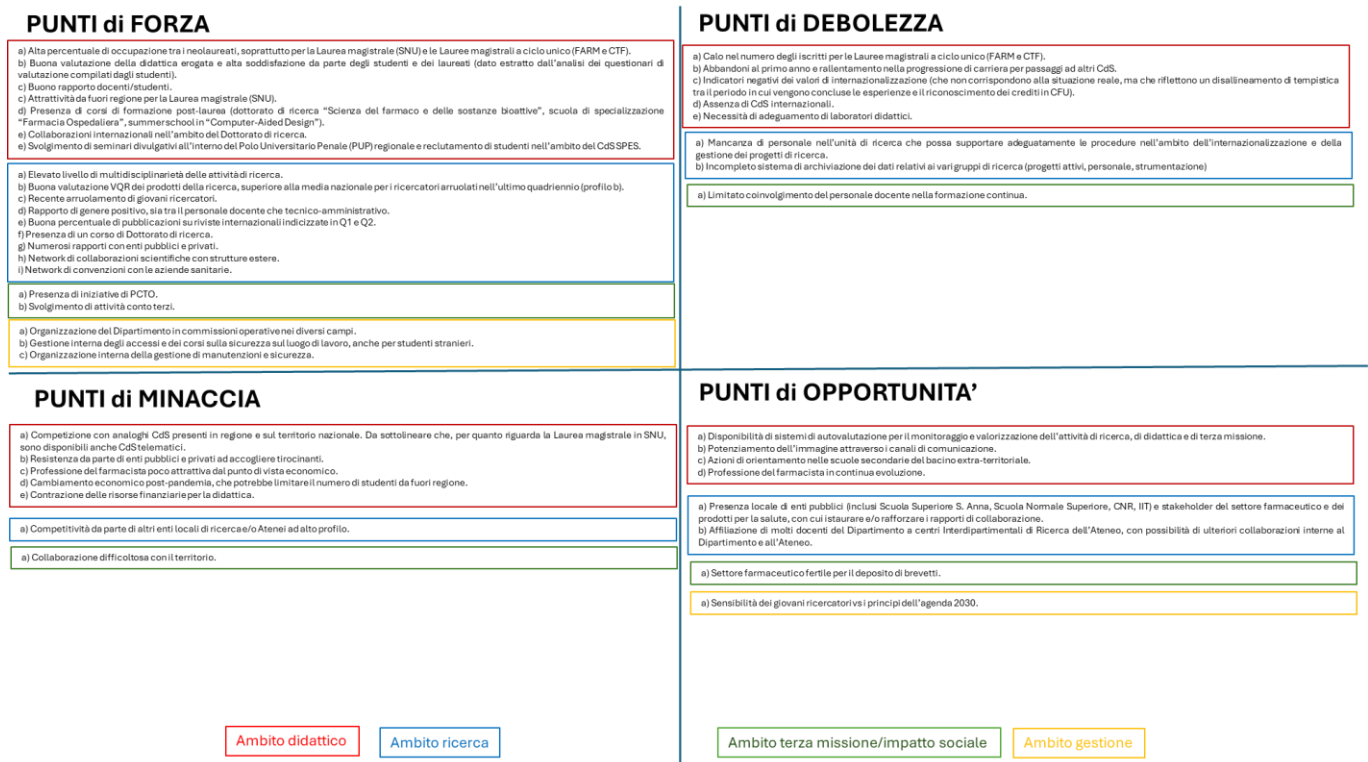 PUNTI di FORZA
a) Alta percentuale di occupazione tra i neolaureati, soprattutto per la Laurea magistrale (SNU) e le Lauree magistrali a ciclo unico (FARM e CTF).
b) Buona valutazione della didattica erogata e alta soddisfazione da parte degli studenti e dei laureati (dato estratto dall'analisi dei questionari di
valutazione compilati dagli studenti).
c) Buono rapporto docenti/studenti.
c) Attrattività da fuori regione per la Laurea magistrale (SNU).
d) Presenza di corsi di formazione post-laurea (dottorato di ricerca "Scienza del farmaco e delle sostanze bioattive", scuola di specializzazione
"Farmacia Ospedaliera", summer school in "Computer-Aided Design").
e) Collaborazioni internazionali nell'ambito del Dottorato di ricerca.
e) Svolgimento di seminari divulgativi all'interno del Polo Universitario Penale (PUP) regionale e reclutamento di studenti nell'ambito del CdS SPES.
a) Elevato livello di multidisciplinarietà delle attività di ricerca.
b) Buona valutazione VQR dei prodotti della ricerca, superiore alla media nazionale per i ricercatori arruolati nell'ultimo quadriennio (profilo b).
c) Recente arruolamento di giovani ricercatori.
d) Rapporto di genere positivo, sia tra il personale docente che tecnico-amministrativo.
e) Buona percentuale di pubblicazioni su riviste internazionali indicizzate in Q1 e Q2.
f) Presenza di un corso di Dottorato di ricerca.
g) Numerosi rapporti con enti pubblici e privati.
h) Network di collaborazioni scientifiche con strutture estere.
i) Network di convenzioni con le aziende sanitarie.
a) Presenza di iniziative di PCTO.
b) Svolgimento di attività conto terzi.
a) Organizzazione del Dipartimento in commissioni operative nei diversi campi.
b) Gestione interna degli accessi e dei corsi sulla sicurezza sul luogo di lavoro, anche per studenti stranieri.
c) Organizzazione interna della gestione di manutenzioni e sicurezza.
PUNTI di DEBOLEZZA
a) Calo nel numero degli iscritti per le Lauree magistrali a ciclo unico (FARM e CTF).
b) Abbandoni al primo anno e rallentamento nella progressione di carriera per passaggi ad altri CdS.
c) Indicatori negativi dei valori di internazionalizzazione (che non corrispondono alla situazione reale, ma che riflettono un disallineamento di tempistica
tra il periodo in cui vengono concluse le esperienze e il riconoscimento dei crediti in CFU).
d) Assenza di CdS internazionali.
e) Necessità di adeguamento di laboratori didattici.
a) Mancanza di personale nell'unità di ricerca che possa supportare adeguatamente le procedure nell'ambito dell'internazionalizzazione e della
gestione dei progetti di ricerca.
b) Incompleto sistema di archiviazione dei dati relativi ai vari gruppi di ricerca (progetti attivi, personale, strumentazione)
a) Limitato coinvolgimento del personale docente nella formazione continua.
PUNTI di MINACCIA
a) Competizione con analoghi CdS presenti in regione e sul territorio nazionale. Da sottolineare che, per quanto riguarda la Laurea magistrale in SNU,
sono disponibili anche CdS telematici.
b) Resistenza da parte di enti pubblici e privati ad accogliere tirocinanti.
c) Professione del farmacista poco attrattiva dal punto di vista economico.
d) Cambiamento economico post-pandemia, che potrebbe limitare il numero di studenti da fuori regione.
e) Contrazione delle risorse finanziarie per la didattica.
a) Competitività da parte di altri enti locali di ricerca e/o Atenei ad alto profilo.
a) Collaborazione difficoltosa con il territorio.
PUNTI di OPPORTUNITA'
a) Disponibilità di sistemi di autovalutazione per il monitoraggio e valorizzazione dell'attività di ricerca, di didattica e di terza missione.
b) Potenziamento dell'immagine attraverso i canali di comunicazione.
c) Azioni di orientamento nelle scuole secondarie del bacino extra-territoriale.
d) Professione del farmacista in continua evoluzione.
a) Presenza locale di enti pubblici (inclusi Scuola Superiore S. Anna, Scuola Normale Superiore, CNR, IIT) e stakeholder del settore farmaceutico e dei
prodotti per la salute, con cui istaurare e/o rafforzare i rapporti di collaborazione.
b) Affiliazione di molti docenti del Dipartimento a centri Interdipartimentali di Ricerca dell'Ateneo, con possibilità di ulteriori collaborazioni interne al
Dipartimento e all'Ateneo.
a) Settore farmaceutico fertile per il deposito di brevetti.
a) Sensibilità dei giovani ricercatori vs i principi dell'agenda 2030.
Ambito didattico
Ambito ricerca
Ambito terza missione/impatto sociale
Ambito gestione